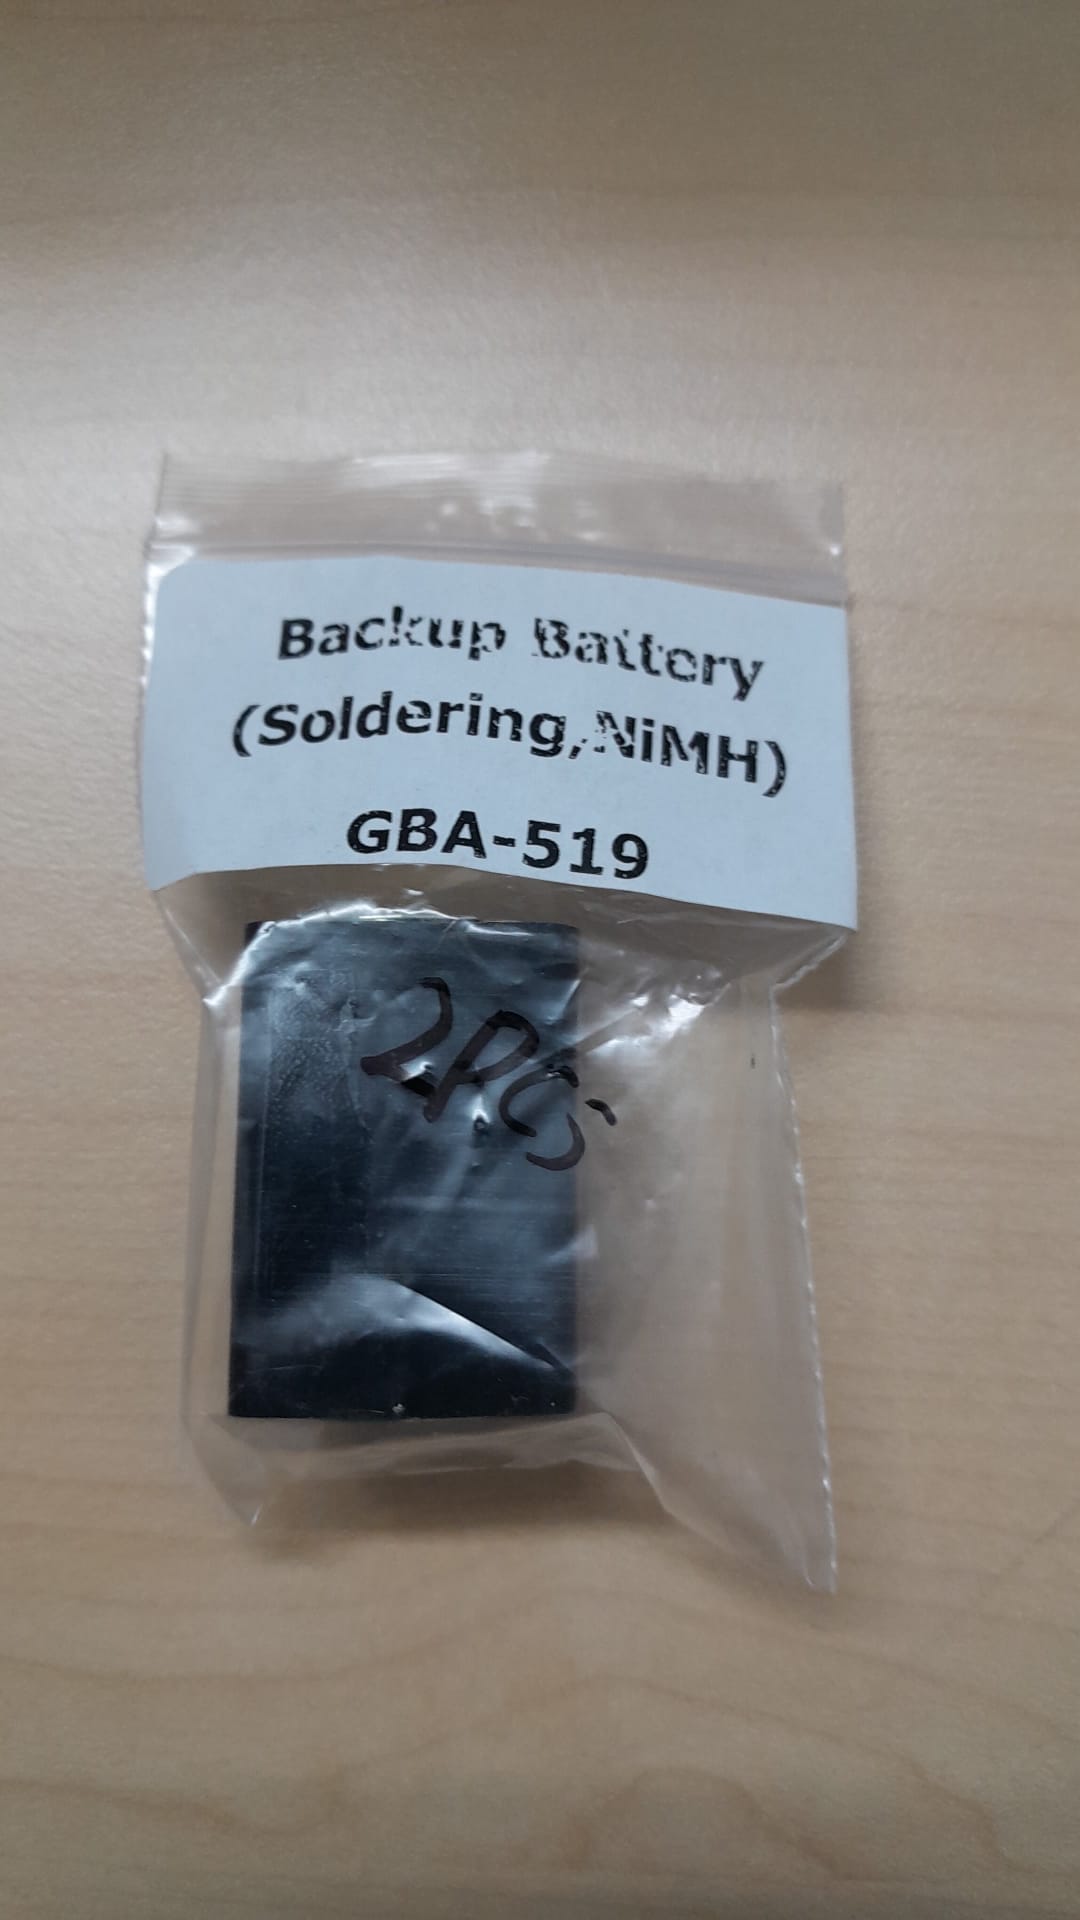 Backup Battery
(Soldering,NiMH)
GBA-519
2PCS